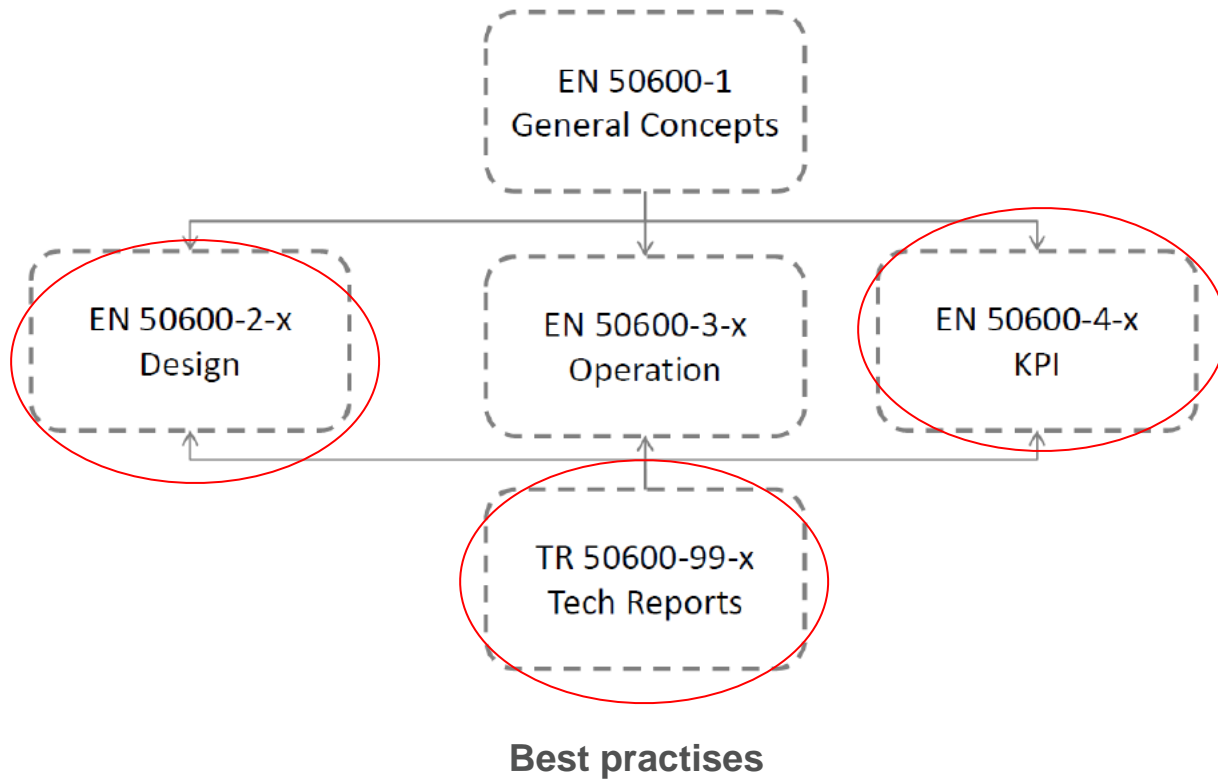 EN 50600-1
General Concepts
EN 50600-2-x
Design
EN 50600-3-x
Operation
EN 50600-4-x
KPI
TR 50600-99-x
Tech Reports
Best practises